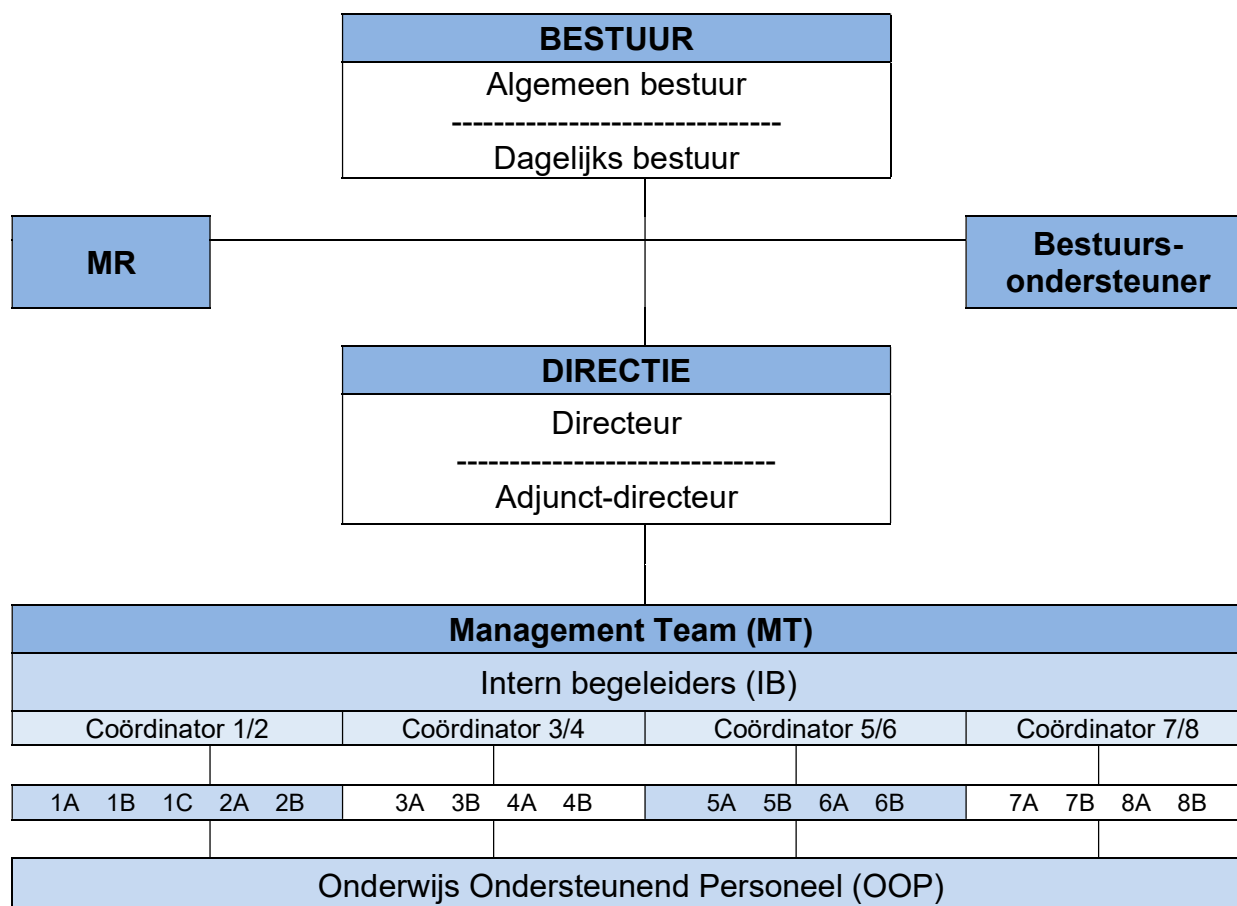 BESTUUR
Algemeen bestuur
-------------------------------
Dagelijks bestuur
MR
Bestuurs-
ondersteuner
DIRECTIE
Directeur
------------------------------
Adjunct-directeur
Management Team (MT)
Intern begeleiders (IB)
Coördinator 1/2 Coördinator 3/4 Coördinator 5/6 Coördinator 7/8
1A 1B 1C 2A 2B 3A 3B 4A 4B 5A 5B 6A 6B 7A 7B 8A 8B
Onderwijs Ondersteunend Personeel (OOP)